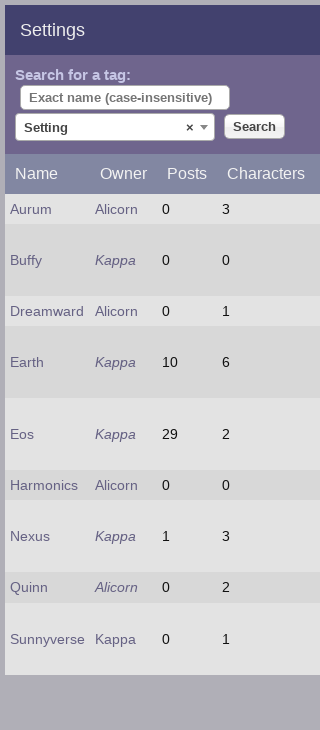 Settings
Search for a tag:
Exact name (case-insensitive)
Setting × Search
Name Owner Posts Characters
Aurum Alicorn 0 3
Buffy Kappa 0 0
Dreamward Alicorn 0 1
Earth Kappa 10 6
Eos Kappa 29 2
Harmonics Alicorn 0 0
Nexus Kappa 1 3
Quinn Alicorn 0 2
Sunnyverse Kappa 0 1